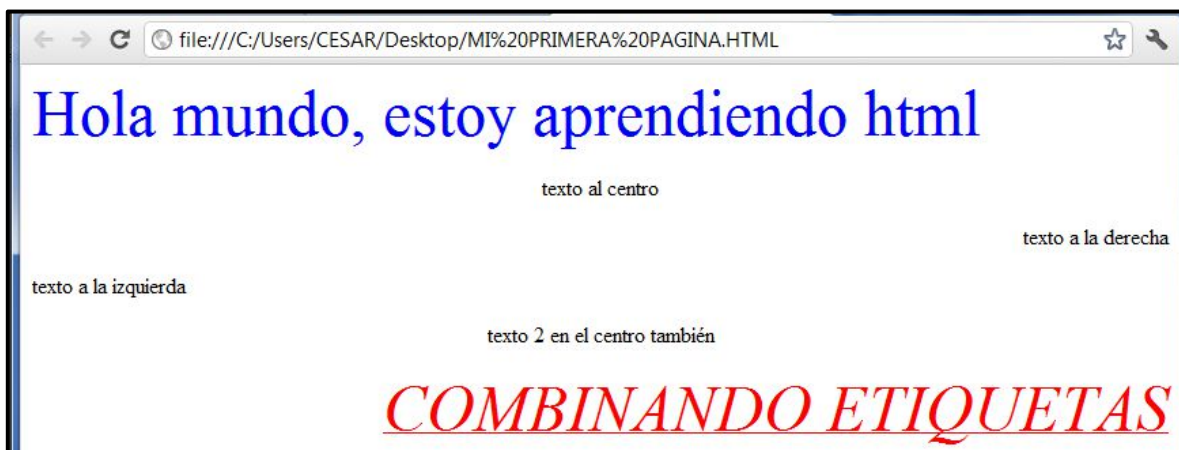 file:///C:/Users/CESAR/Desktop/MI%20PRIMERA%20PAGINA.HTML
Hola mundo, estoy aprendiendo html
texto al centro
texto a la derecha
texto a la izquierda
texto 2 en el centro también
COMBINANDO ETIQUETAS